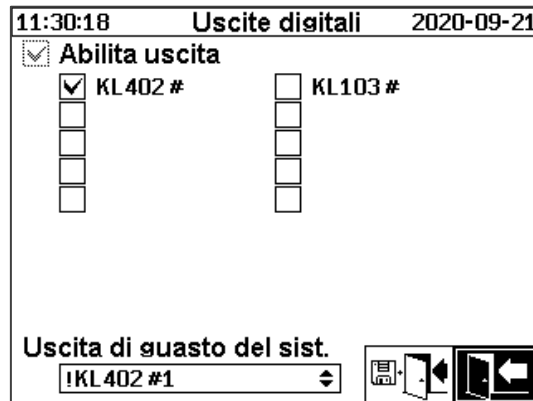 11:30:18 Uscite digitali 2020-09-21
Abilita uscita
KL402 # KL103 #
Uscita di guasto del sist.
!KL402 #1